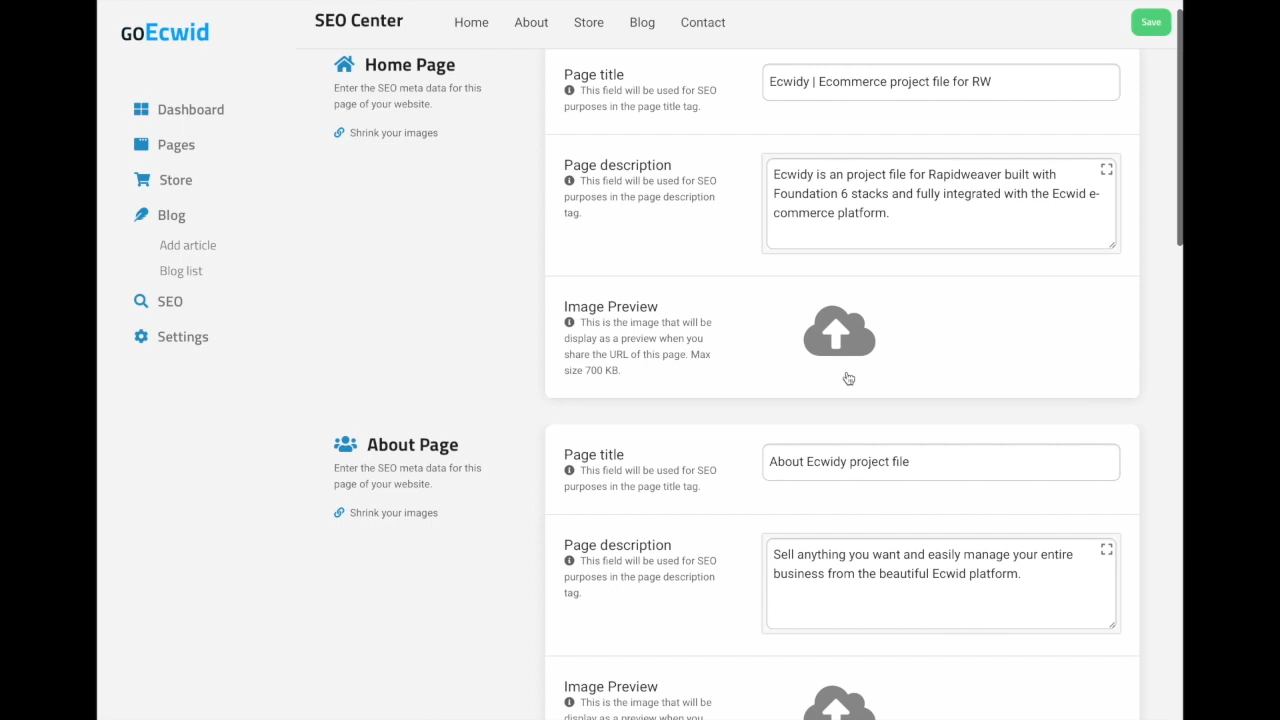 GOEcwid
SEO Center
Home
About
Store
Blog
Contact
Save
Dashboard
Pages
Store
Blog
Add article
Blog list
SEO
Settings
Home Page
Enter the SEO meta data for this
page of your website.
Shrink your images
Page title
This field will be used for SEO
purposes in the page title tag.
Ecwidy | Ecommerce project file for RW
Page description
This field will be used for SEO
purposes in the page description
tag.
Ecwidy is an project file for Rapidweaver built with
Foundation 6 stacks and fully integrated with the Ecwid e-
commerce platform.
Image Preview
This is the image that will be
display as a preview when you
share the URL of this page. Max
size 700 KB.
About Page
Enter the SEO meta data for this
page of your website.
Shrink your images
Page title
This field will be used for SEO
purposes in the page title tag.
About Ecwidy project file
Page description
This field will be used for SEO
purposes in the page description
tag.
Sell anything you want and easily manage your entire
business from the beautiful Ecwid platform.
Image Preview
This is the image that will be
display as a preview when you